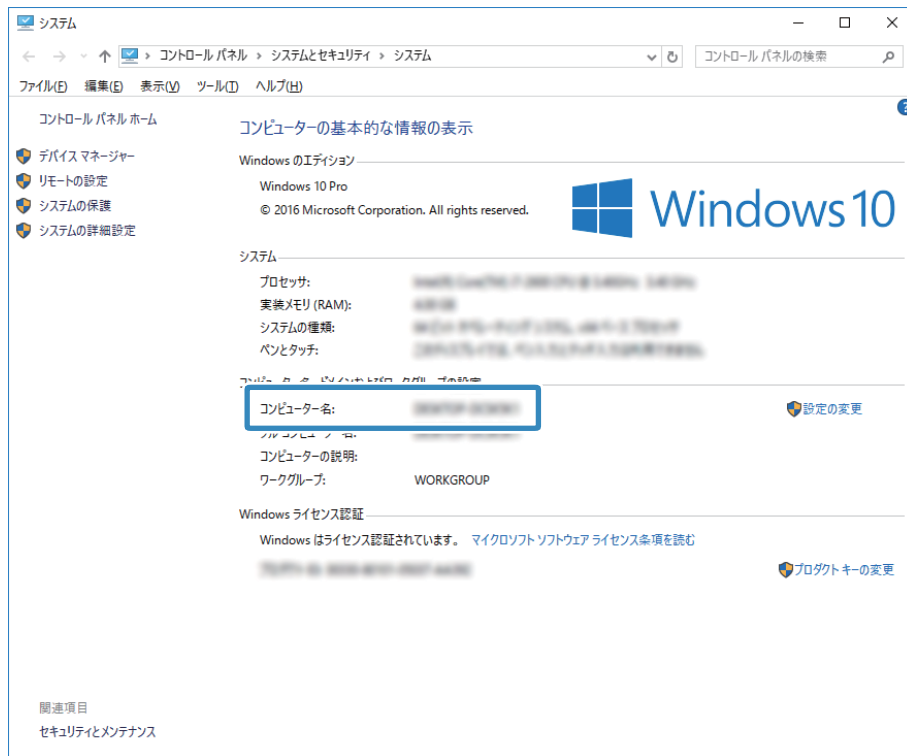 システム
コントロール パネル › システムとセキュリティ › システム
コントロール パネルの検索
ファイル(F) 編集(E) 表示(V) ツール(T) ヘルプ(H)
コントロール パネル ホーム
デバイス マネージャー
リモートの設定
システムの保護
システムの詳細設定
コンピューターの基本的な情報の表示
Windows のエディション
Windows 10 Pro
© 2016 Microsoft Corporation. All rights reserved.
Windows 10
システム
プロセッサ:
実装メモリ (RAM):
システムの種類:
ペンとタッチ:
コンピューター名:
設定の変更
コンピューターの説明:
ワークグループ: WORKGROUP
Windows ライセンス認証
Windows はライセンス認証されています。 マイクロソフト ソフトウェア ライセンス条項を読む
プロダクト キーの変更
関連項目
セキュリティとメンテナンス